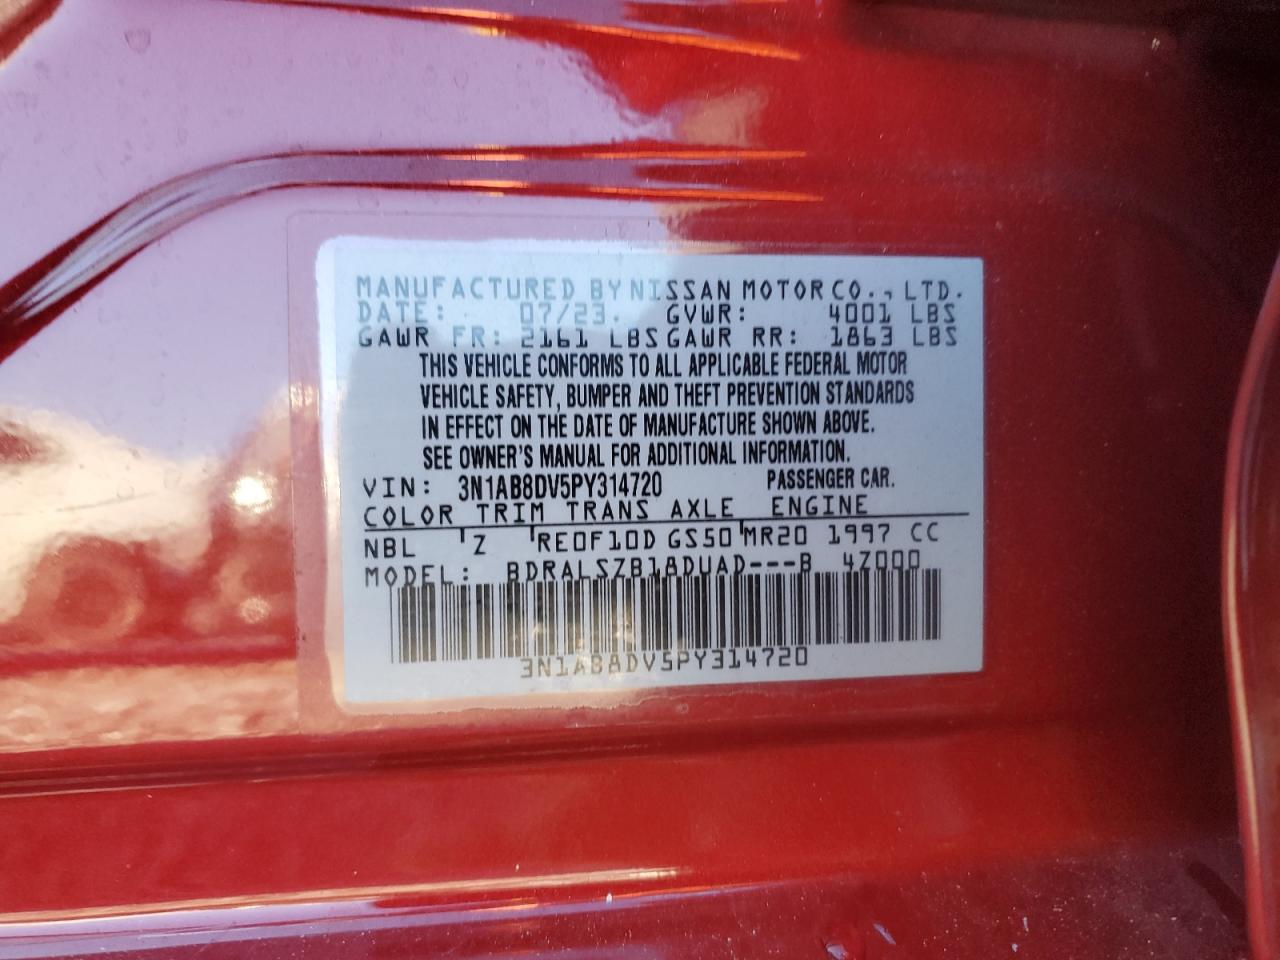 MANUFACTURED BY NISSAN MOTOR CO., LTD.
DATE: 07/23. GVWR: 4001 LBS
GAWR FR: 2161 LBS GAWR RR: 1863 LBS
THIS VEHICLE CONFORMS TO ALL APPLICABLE FEDERAL MOTOR
VEHICLE SAFETY, BUMPER AND THEFT PREVENTION STANDARDS
IN EFFECT ON THE DATE OF MANUFACTURE SHOWN ABOVE.
SEE OWNER'S MANUAL FOR ADDITIONAL INFORMATION.
VIN: 3N1AB8DV5PY314720 PASSENGER CAR.
COLOR TRIM TRANS AXLE ENGINE
NBL Z RE0F10D GS50 MR20 1997 CC
MODEL: BDRALSZB18DUAD---B 4Z000
3N1AB8DV5PY314720